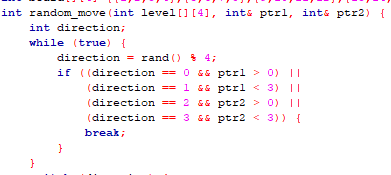 int random_move(int level[][4], int& ptr1, int& ptr2) {
    int direction;
    while (true) {
        direction = rand() % 4;
        if ((direction == 0 && ptr1 > 0) ||
            (direction == 1 && ptr1 < 3) ||
            (direction == 2 && ptr2 > 0) ||
            (direction == 3 && ptr2 < 3)) {
            break;
        }
    }